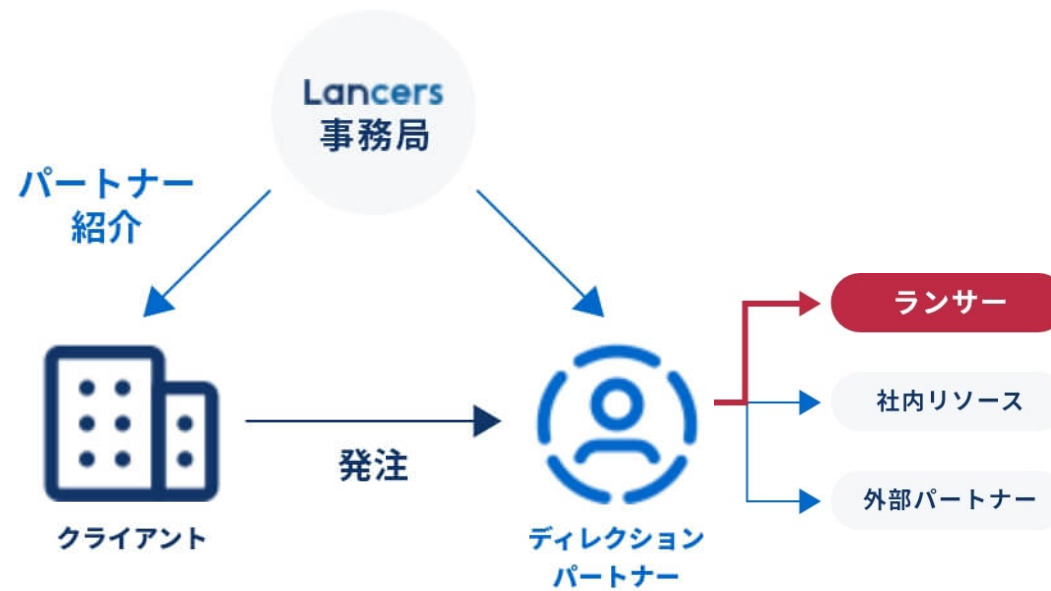 Lancers
事務局
パートナー
紹介
ランサー
社内リソース
発注
外部パートナー
クライアント
ディレクション
パートナー